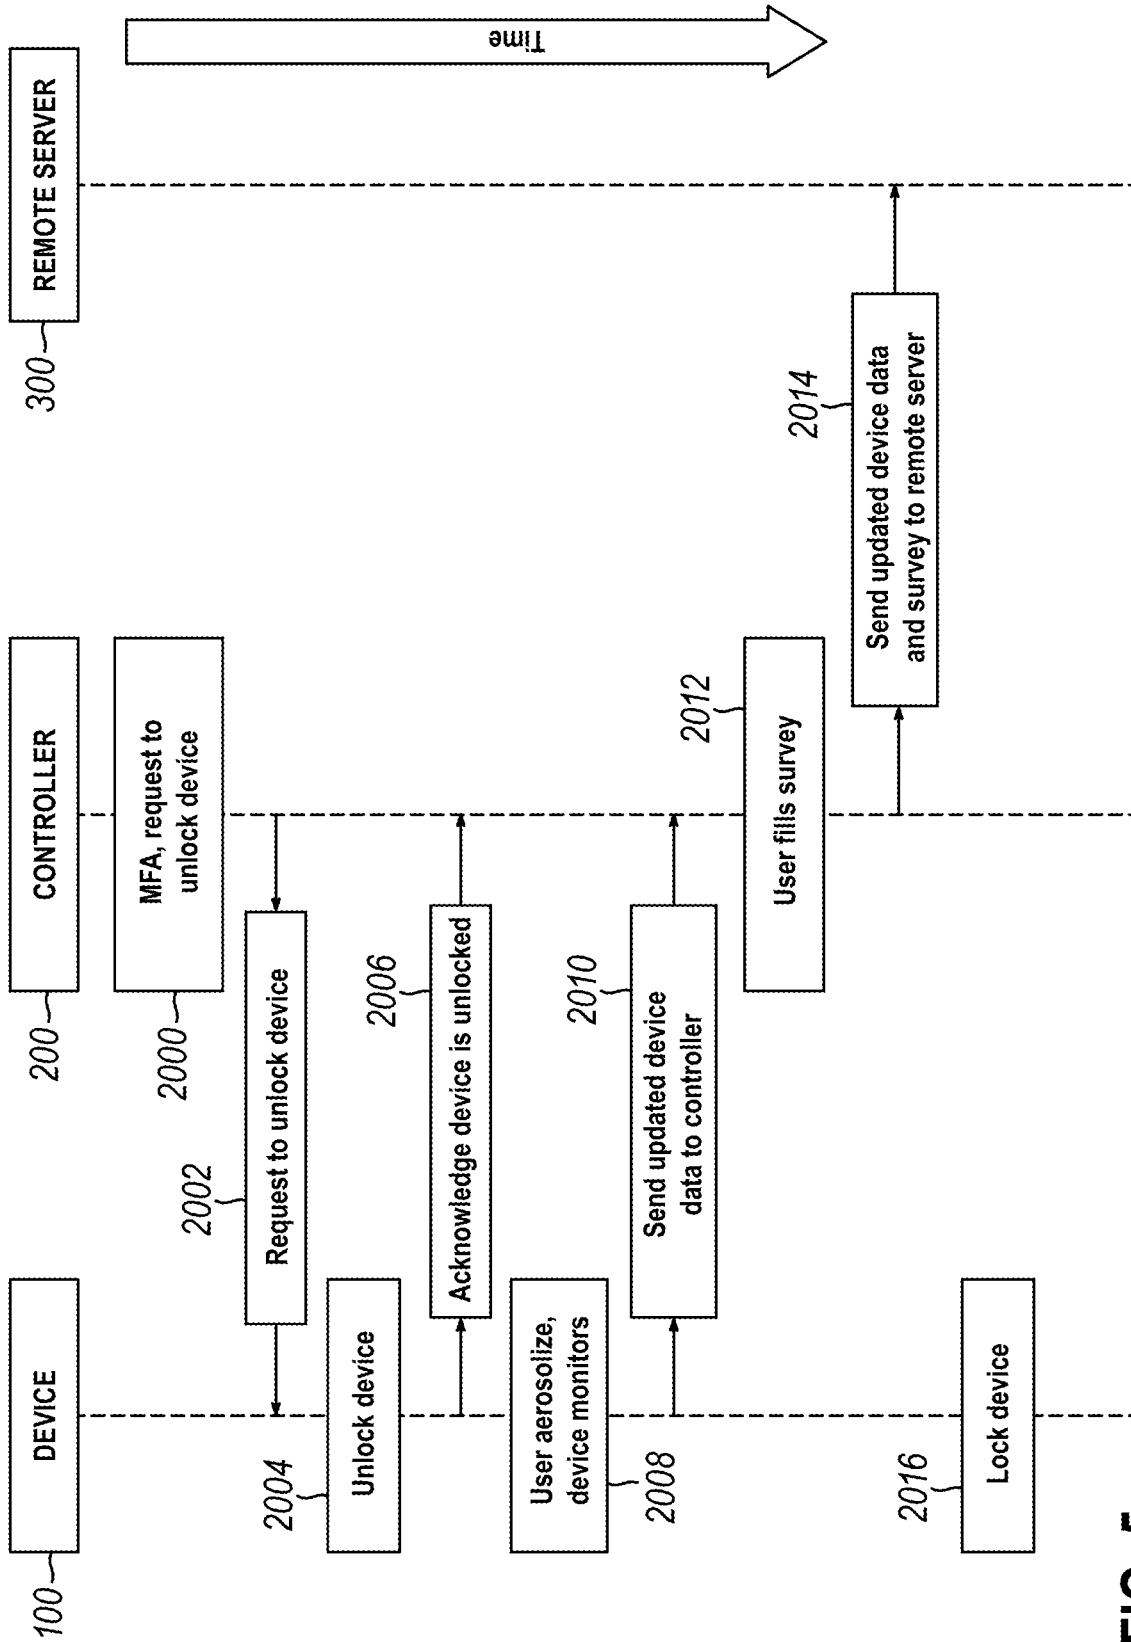 100
DEVICE
200
CONTROLLER
300
REMOTE SERVER
Time
2000
MFA, request to
unlock device
2002
Request to unlock device
2004
Unlock device
2006
Acknowledge device is unlocked
2008
User aerosolize,
device monitors
2010
Send updated device
data to controller
2012
User fills survey
2014
Send updated device data
and survey to remote server
2016
Lock device